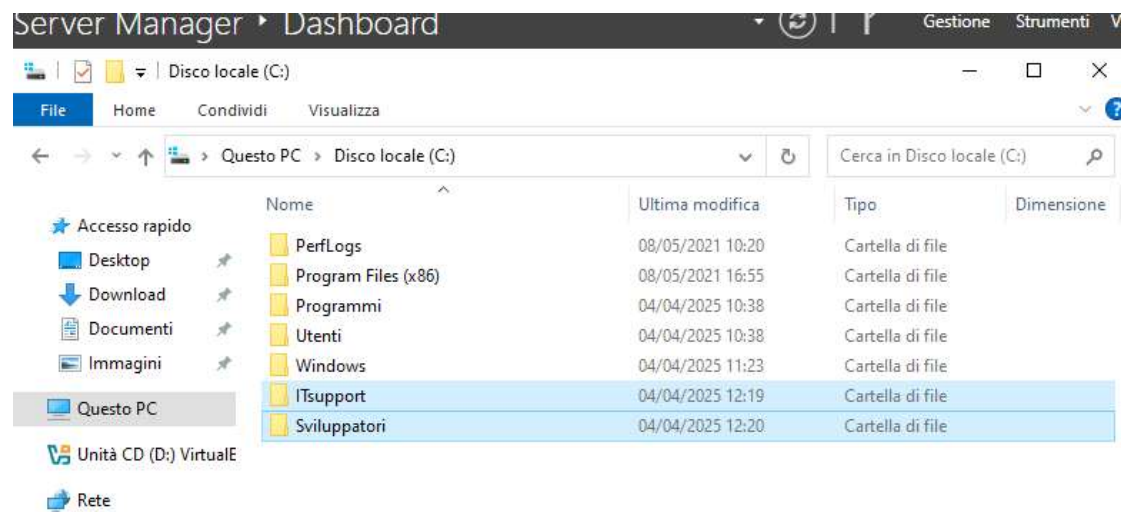 Server Manager ‣ Dashboard Gestione Strumenti
Disco locale (C:)
File Home Condividi Visualizza
Questo PC > Disco locale (C:) Cerca in Disco locale (C:)
Nome Ultima modifica Tipo Dimensione
Accesso rapido
Desktop
Download
Documenti
Immagini
Questo PC
Unità CD (D:) VirtualB
Rete
PerfLogs 08/05/2021 10:20 Cartella di file
Program Files (x86) 08/05/2021 16:55 Cartella di file
Programmi 04/04/2025 10:38 Cartella di file
Utenti 04/04/2025 10:38 Cartella di file
Windows 04/04/2025 11:23 Cartella di file
ITsupport 04/04/2025 12:19 Cartella di file
Sviluppatori 04/04/2025 12:20 Cartella di file